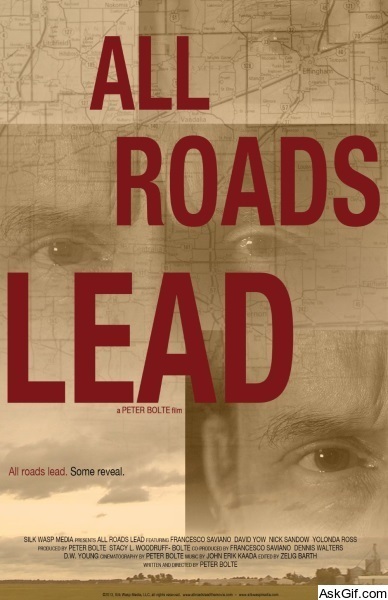 ALL
ROADS
LEAD
a PETER BOLTE film
All roads lead. Some reveal.
SILK WASP MEDIA PRESENTS ALL ROADS LEAD FEATURING FRANCESCO SAVIANO DAVID YOW NICK SANDOW YOLONDA ROSS
PRODUCED BY PETER BOLTE STACY L. WOODRUFF- BOLTE CO-PRODUCED BY FRANCESCO SAVIANO DENNIS WALTERS
D.W. YOUNG CINEMATOGRAPHY BY PETER BOLTE MUSIC BY JOHN ERIK KAADA EDITED BY ZELIG BARTH
WRITTEN AND DIRECTED BY PETER BOLTE
AskGif.com